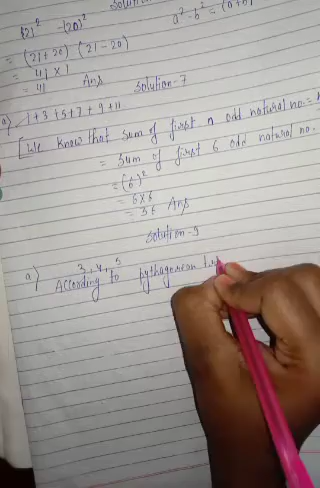 Solution
(21)² - (20)²   a² - b² = (a+b)
= (21+20) (21-20)
= 41 × 1
= 41 Ans
Solution-7
a) 1+3+5+7+9+11
[We know that sum of first n odd natural no. =
= Sum of first 6 odd natural no.
= (6)²
= 6×6
= 36 Ans
Solution-9
a) 3, 4, 5
According to pythagorean